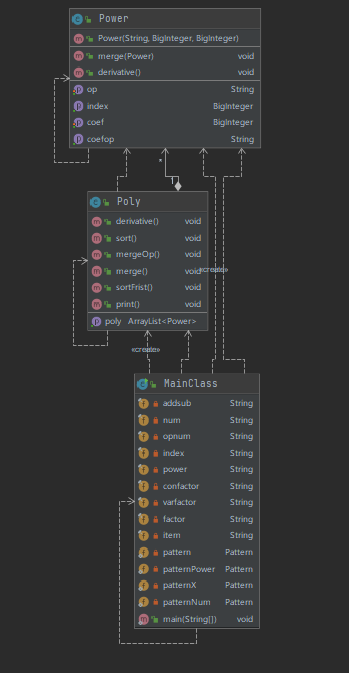 Power
Power(String, BigInteger, BigInteger)
merge(Power) void
derivative() void
op String
index BigInteger
coef BigInteger
coefop String
*
1
Poly
derivative() void
sort() void
mergeOp() void
merge() void
«create»
sortFrist() void
print() void
poly ArrayList<Power>
«create»
MainClass
addsub String
num String
opnum String
index String
power String
confactor String
varfactor String
factor String
item String
pattern Pattern
patternPower Pattern
patternX Pattern
patternNum Pattern
main(String[]) void